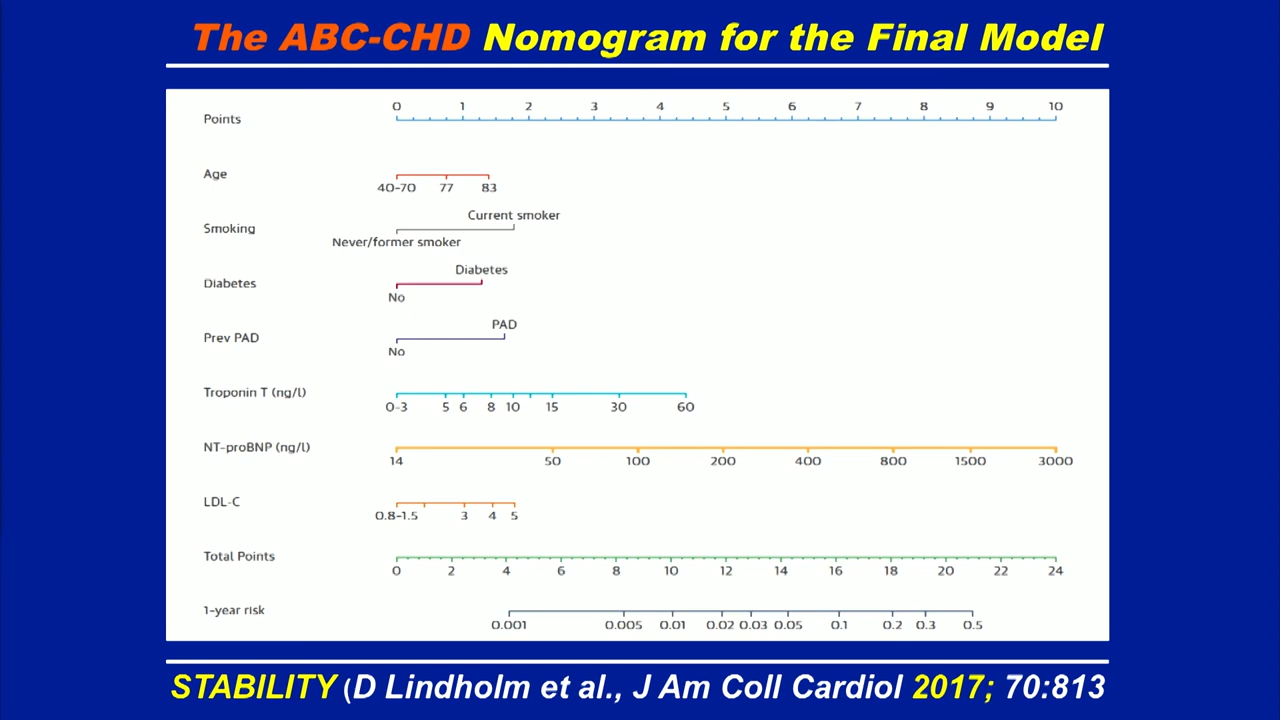 The ABC-CHD Nomogram for the Final Model
0 1 2 3 4 5 6 7 8 9 10
Points
Age
40-70 77 83
Current smoker
Smoking
Never/former smoker
Diabetes
Diabetes
No
PAD
Prev PAD
No
Troponin T (ng/l)
0-3 5 6 8 10 15 30 60
NT-proBNP (ng/l)
14 50 100 200 400 800 1500 3000
LDL-C
0.8-1.5 3 4 5
Total Points
0 2 4 6 8 10 12 14 16 18 20 22 24
1-year risk
0.001 0.005 0.01 0.02 0.03 0.05 0.1 0.2 0.3 0.5
STABILITY (D Lindholm et al., J Am Coll Cardiol 2017; 70:813